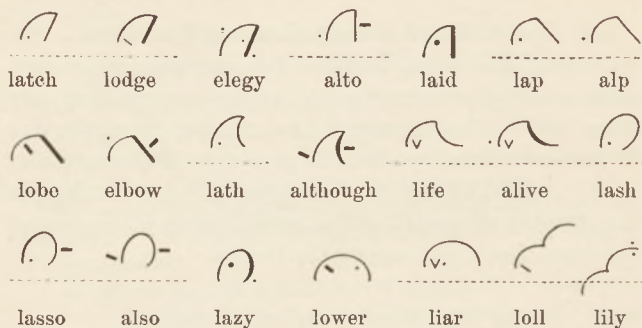 latch lodge elegy alto laid lap alp
lobe elbow lath although life alive lash
lasso also lazy lower liar loll lily